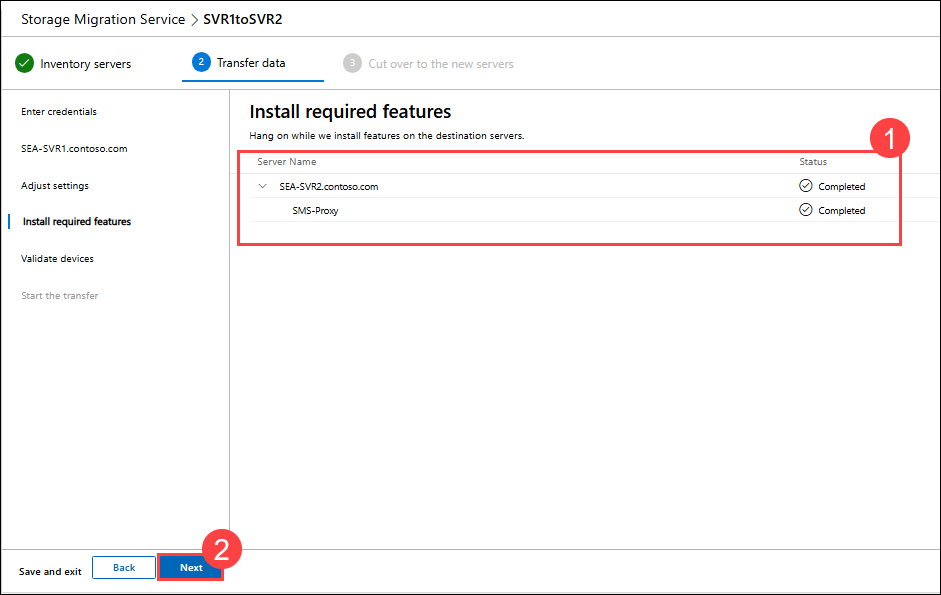 Storage Migration Service > SVR1toSVR2
Inventory servers
2 Transfer data
3 Cut over to the new servers
Enter credentials
SEA-SVR1.contoso.com
Adjust settings
Install required features
Validate devices
Start the transfer
Install required features
Hang on while we install features on the destination servers.
1
Server Name Status
SEA-SVR2.contoso.com Completed
SMS-Proxy Completed
2
Save and exit Back Next